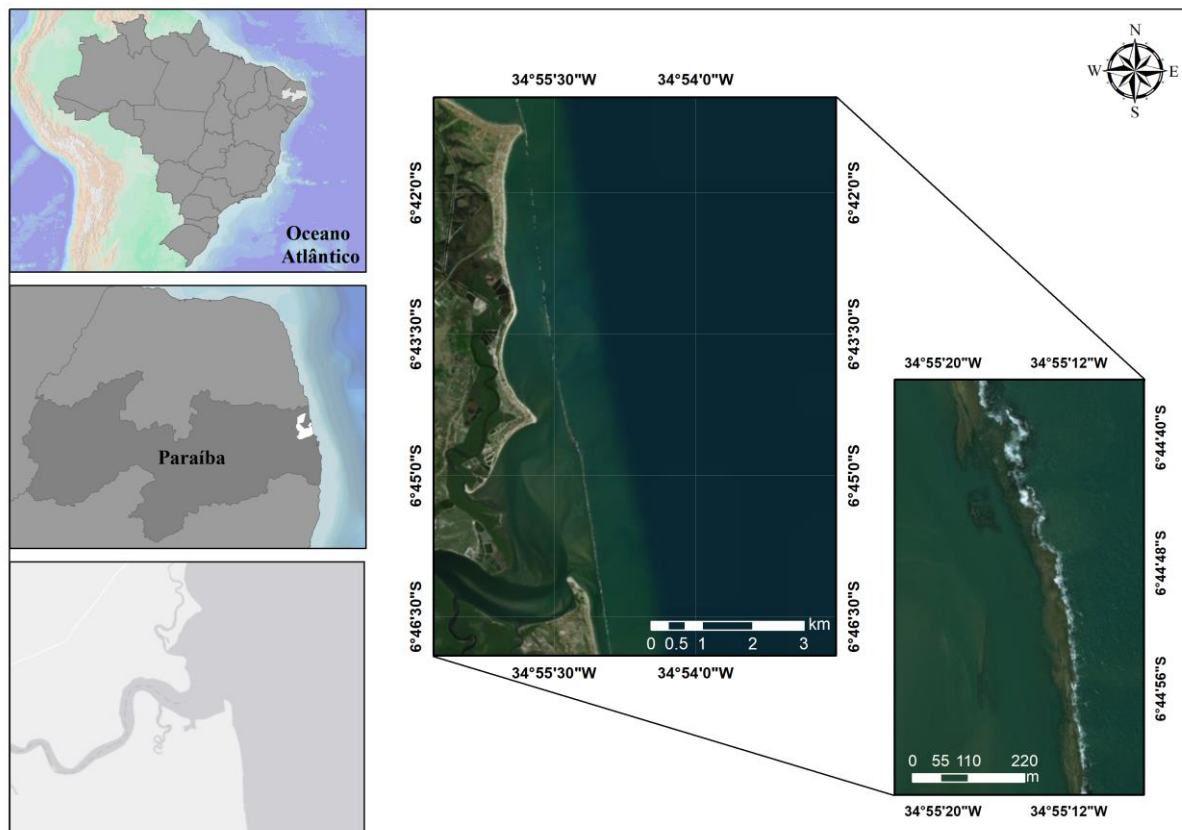 Oceano
Atlântico
Paraíba
N
W
E
S
34°55'30"W
34°54'0"W
6°42'0"S
6°42'0"S
6°43'30"S
6°43'30"S
6°45'0"S
6°45'0"S
6°46'30"S
6°46'30"S
km
0 0.5 1 2 3
34°55'30"W
34°54'0"W
34°55'20"W
34°55'12"W
6°44'40"S
6°44'48"S
6°44'56"S
0 55 110 220
m
34°55'20"W
34°55'12"W